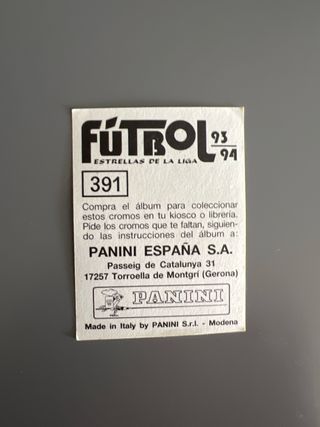 FÚTBOL 93/94
ESTRELLAS DE LA LIGA
391
Compra el álbum para coleccionar
estos cromos en tu kiosco o librería.
Pide los cromos que te faltan, siguien-
do las instrucciones del álbum a:
PANINI ESPAÑA S.A.
Passeig de Catalunya 31
17257 Torroella de Montgrí (Gerona)
PANINI
Made in Italy by PANINI S.r.l. - Modena